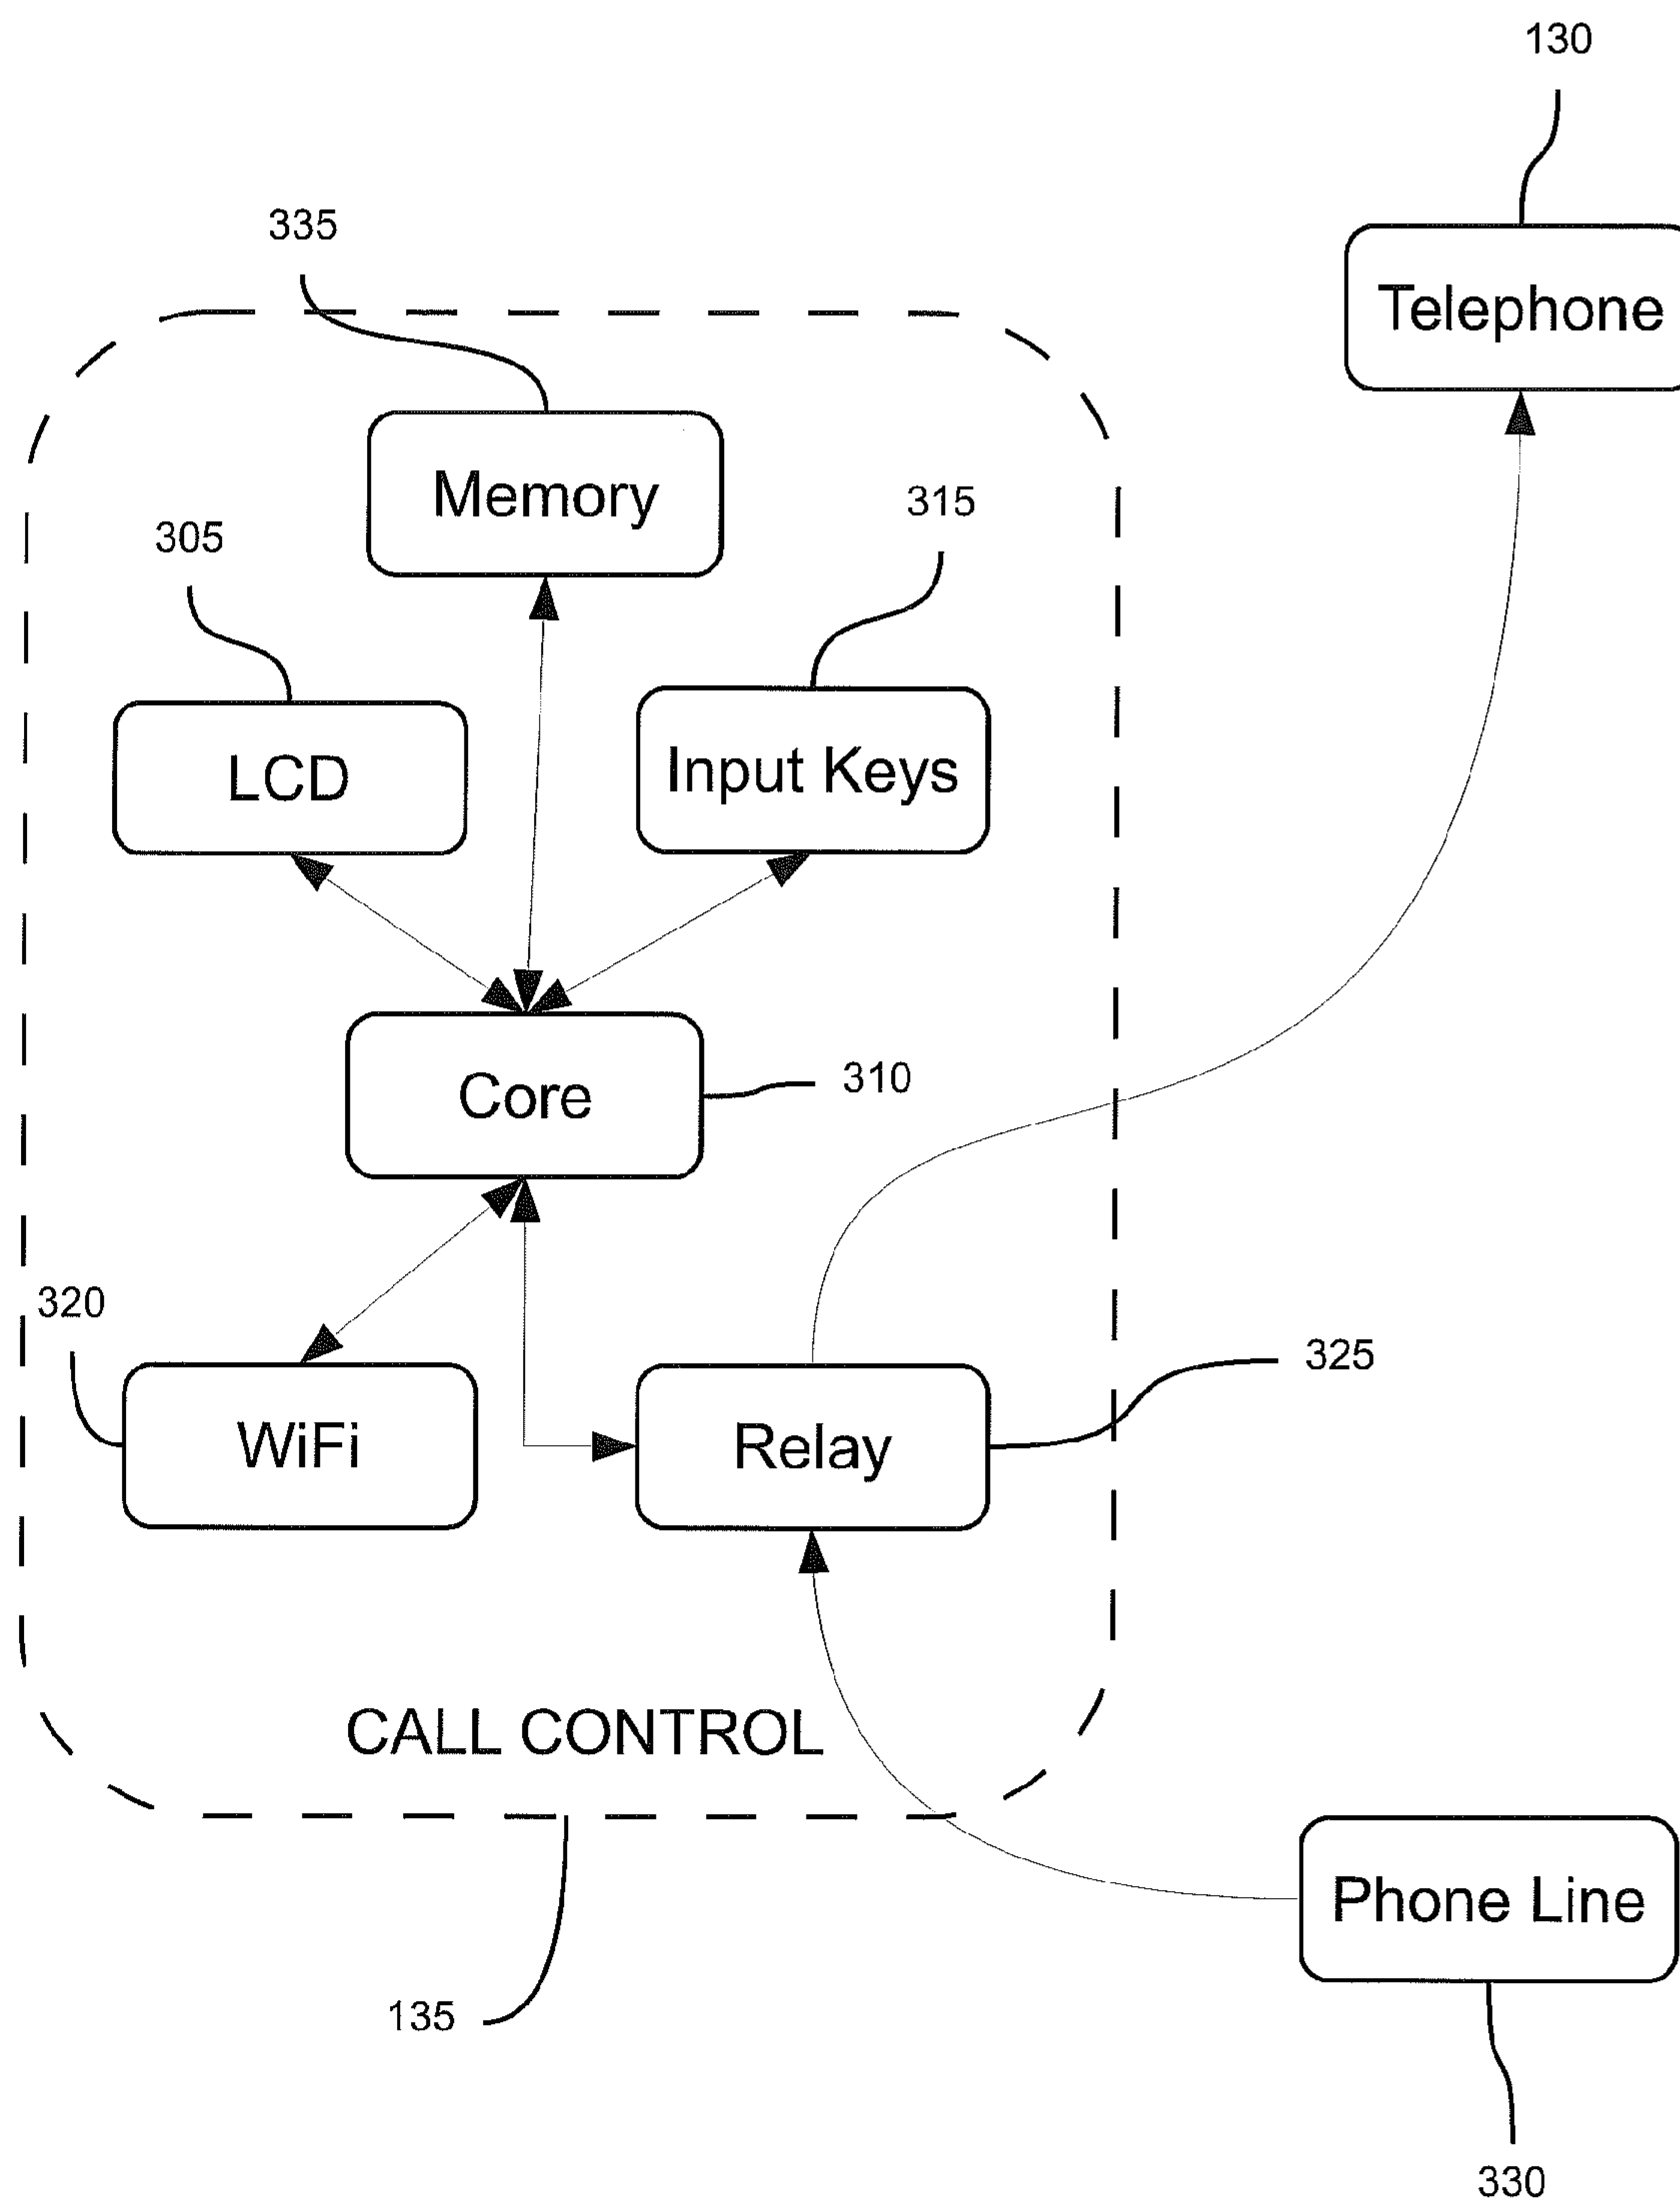 130
Telephone
335
Memory
315
305
LCD
Input Keys
Core
310
320
WiFi
Relay
325
CALL CONTROL
Phone Line
135
330